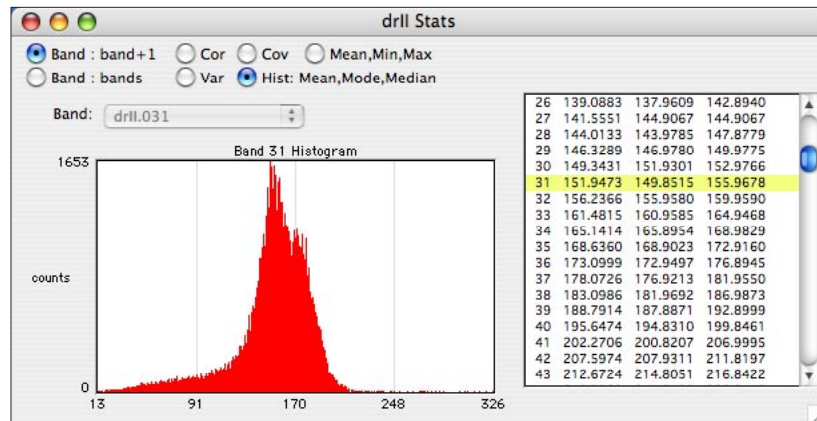 drII Stats
Band : band+1 Cor Cov Mean,Min,Max
Band : bands Var Hist: Mean,Mode,Median
Band: drII.031
Band 31 Histogram
1653
counts
0
13 91 170 248 326
26 139.0883 137.9609 142.8940
27 141.5551 144.9067 144.9067
28 144.0133 143.9785 147.8779
29 146.3289 146.9780 149.9775
30 149.3431 151.9301 152.9766
31 151.9473 149.8515 155.9678
32 156.2366 155.9580 159.9590
33 161.4815 160.9585 164.9468
34 165.1414 165.8954 168.9829
35 168.6360 168.9023 172.9160
36 173.0999 172.9497 176.8945
37 178.0726 176.9213 181.9550
38 183.0986 181.9692 186.9873
39 188.7914 187.8871 192.8999
40 195.6474 194.8310 199.8461
41 202.2706 200.8207 206.9995
42 207.5974 207.9311 211.8197
43 212.6724 214.8051 216.8422